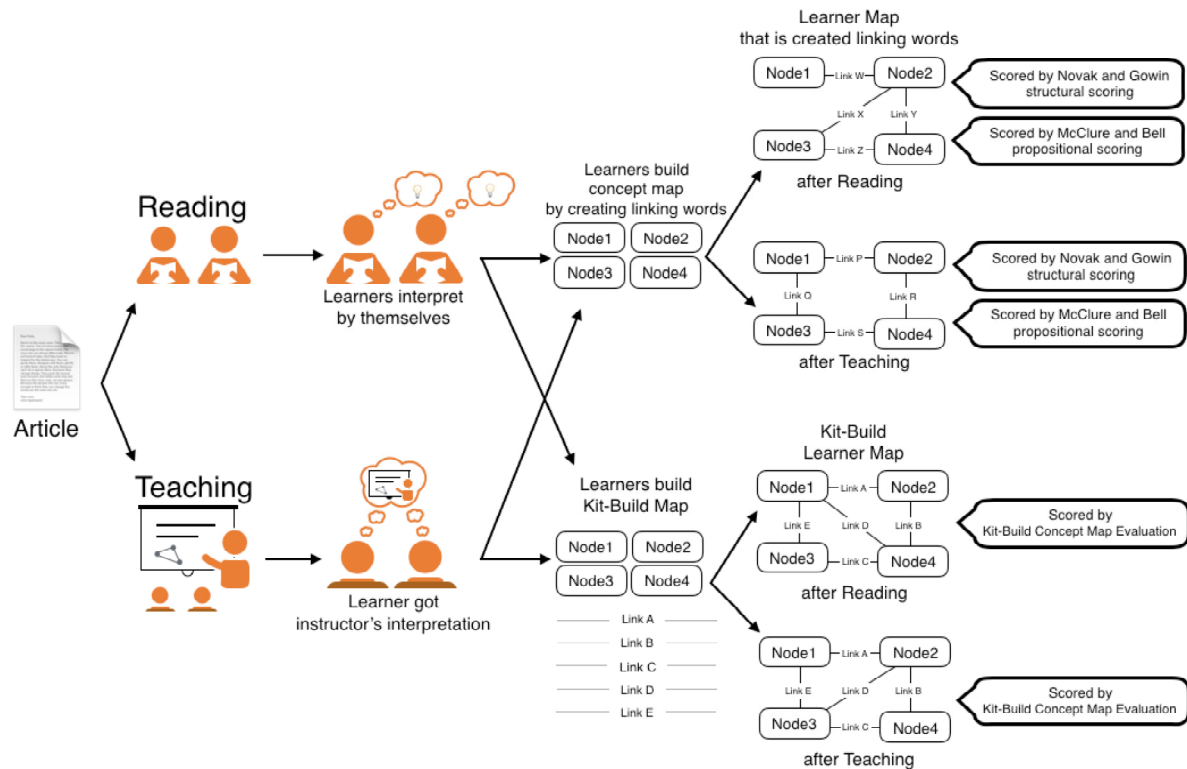 Article
Reading
Teaching
Learners interpret
by themselves
Learner got
instructor's interpretation
Learners build
concept map
by creating linking words
Node1
Node2
Node3
Node4
Learners build
Kit-Build Map
Node1
Node2
Node3
Node4
Link A
Link B
Link C
Link D
Link E
Learner Map
that is created linking words
Node1
Link W
Node2
Link X
Link Y
Node3
Link Z
Node4
after Reading
Scored by Novak and Gowin
structural scoring
Scored by McClure and Bell
propositional scoring
Node1
Link P
Node2
Link Q
Link R
Node3
Link S
Node4
after Teaching
Scored by Novak and Gowin
structural scoring
Scored by McClure and Bell
propositional scoring
Kit-Build
Learner Map
Node1
Link A
Node2
Link E
Link D
Link B
Node3
Link C
Node4
after Reading
Scored by
Kit-Build Concept Map Evaluation
Node1
Link A
Node2
Link E
Link D
Link B
Node3
Link C
Node4
after Teaching
Scored by
Kit-Build Concept Map Evaluation